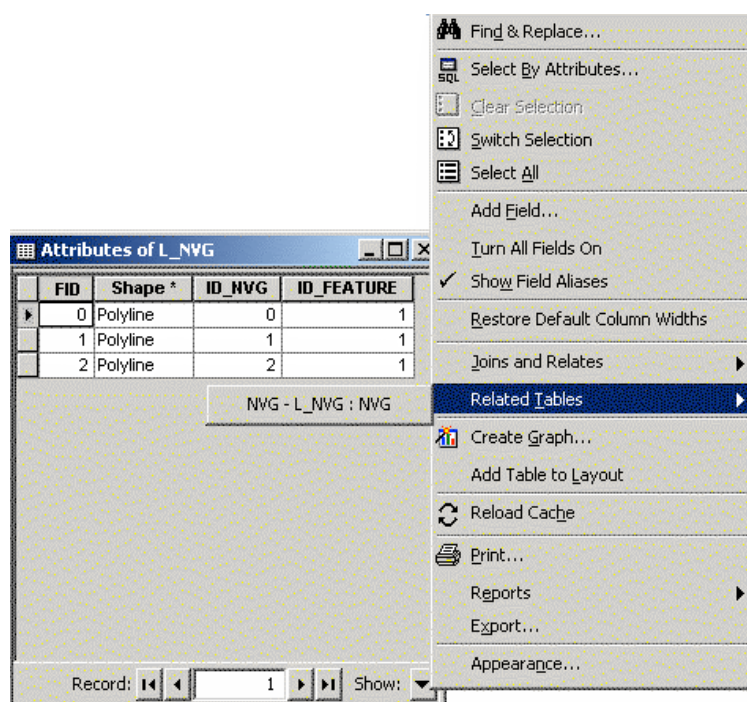 Find & Replace...
SQL
Select By Attributes...
Clear Selection
Switch Selection
Select All
Add Field...
Turn All Fields On
Show Field Aliases
Restore Default Column Widths
Joins and Relates
Related Tables
Create Graph...
Add Table to Layout
Reload Cache
Print...
Reports
Export...
Appearance...
Attributes of L_NVG
FID Shape * ID_NVG ID_FEATURE
0 Polyline 0 1
1 Polyline 1 1
2 Polyline 2 1
NVG - L_NVG : NVG
Record: 1 Show: